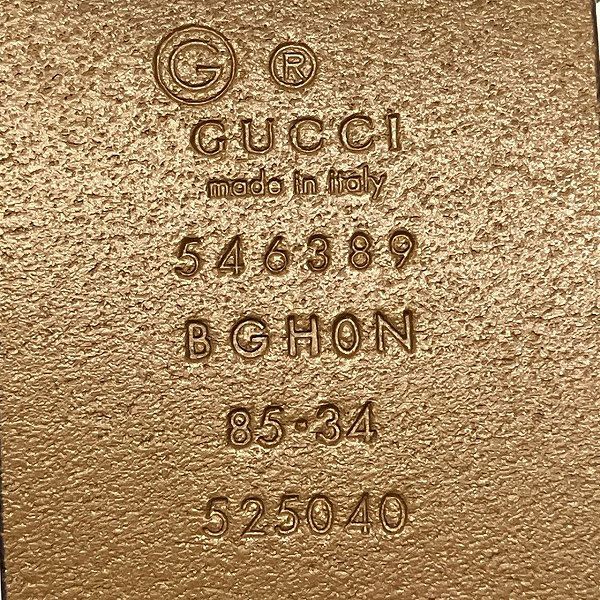 G ®
GUCCI
made in italy
546389
BGH0N
85·34
525040